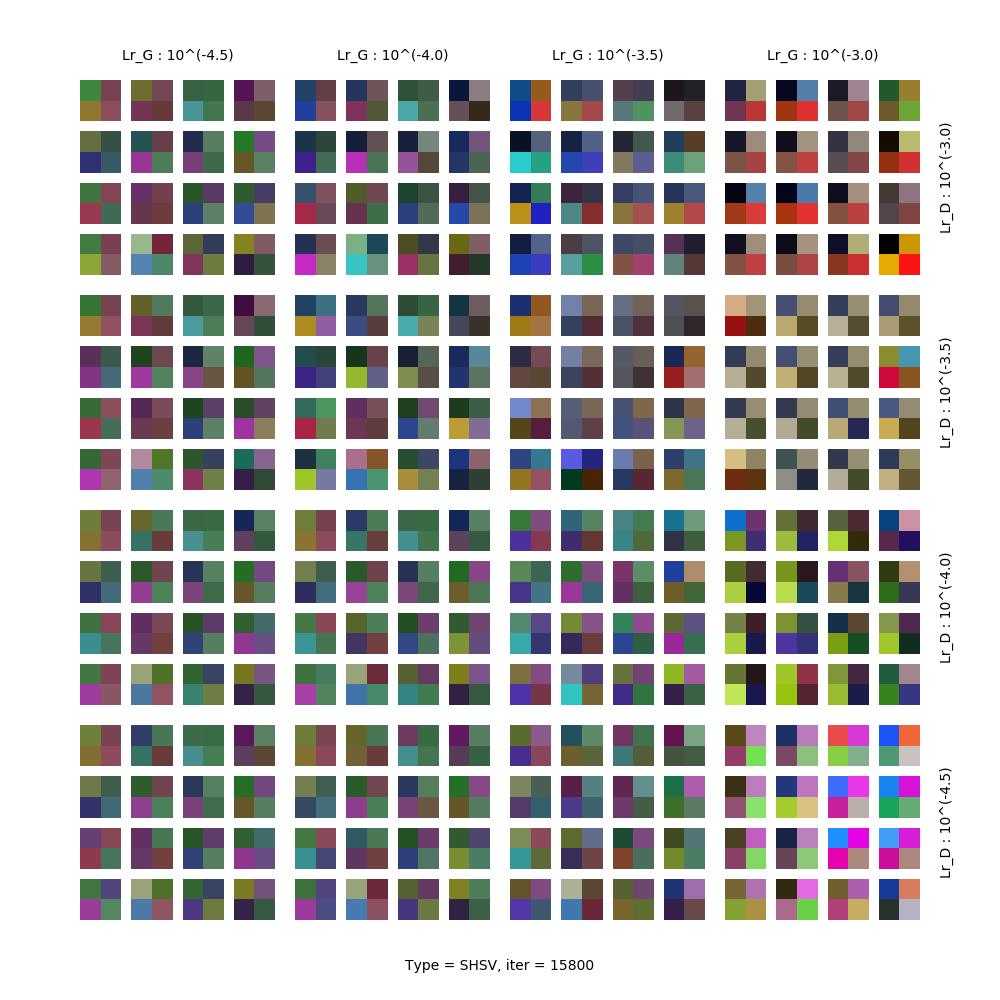 Lr_G : 10^(-4.5)
Lr_G : 10^(-4.0)
Lr_G : 10^(-3.5)
Lr_G : 10^(-3.0)
Lr_D : 10^(-3.0)
Lr_D : 10^(-3.5)
Lr_D : 10^(-4.0)
Lr_D : 10^(-4.5)
Type = SHSV, iter = 15800